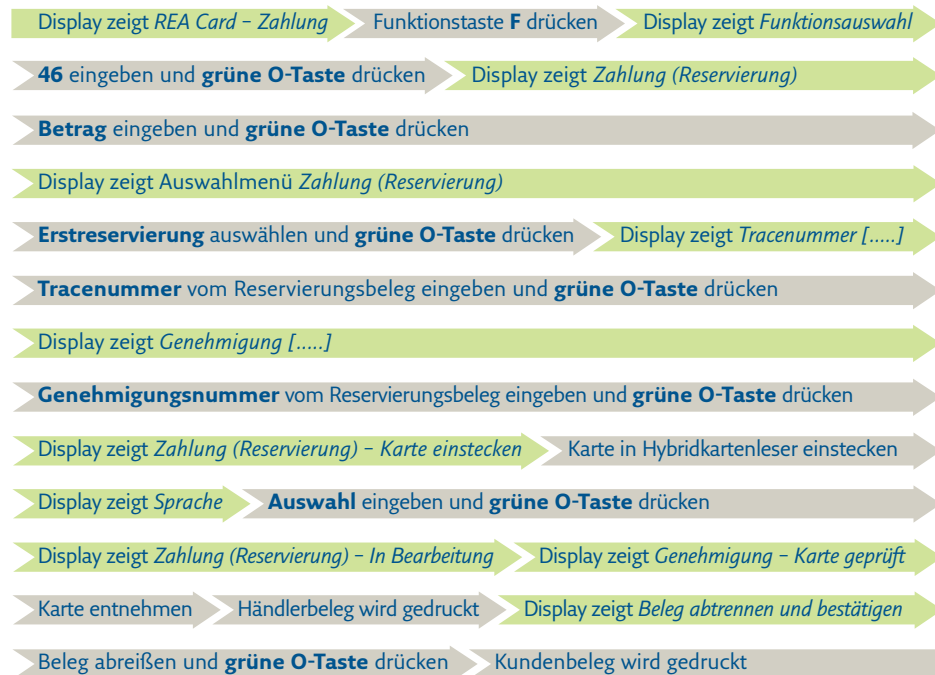 Display zeigt REA Card – Zahlung Funktionstaste F drücken Display zeigt Funktionsauswahl
46 eingeben und grüne O-Taste drücken Display zeigt Zahlung (Reservierung)
Betrag eingeben und grüne O-Taste drücken
Display zeigt Auswahlmenü Zahlung (Reservierung)
Erstreservierung auswählen und grüne O-Taste drücken Display zeigt Tracenummer [.....]
Tracenummer vom Reservierungsbeleg eingeben und grüne O-Taste drücken
Display zeigt Genehmigung [.....]
Genehmigungsnummer vom Reservierungsbeleg eingeben und grüne O-Taste drücken
Display zeigt Zahlung (Reservierung) – Karte einstecken Karte in Hybridkartenleser einstecken
Display zeigt Sprache Auswahl eingeben und grüne O-Taste drücken
Display zeigt Zahlung (Reservierung) – In Bearbeitung Display zeigt Genehmigung – Karte geprüft
Karte entnehmen Händlerbeleg wird gedruckt Display zeigt Beleg abtrennen und bestätigen
Beleg abreißen und grüne O-Taste drücken Kundenbeleg wird gedruckt